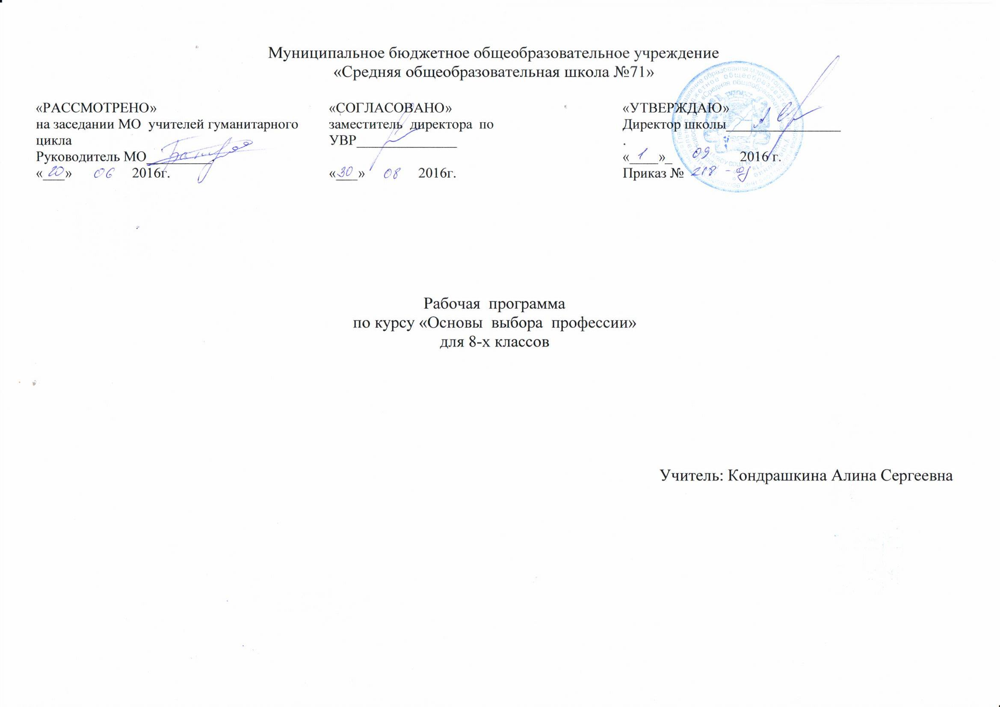 Муниципальное бюджетное общеобразовательное учреждение
«Средняя общеобразовательная школа №71»
«РАССМОТРЕНО»
на заседании МО учителей гуманитарного
цикла
Руководитель МО
«20» 06 2016г.
«СОГЛАСОВАНО»
заместитель директора по
УВР
«30» 08 2016г.
«УТВЕРЖДАЮ»
Директор школы
.
«1» 09 2016 г.
Приказ № 218 - од
Рабочая программа
по курсу «Основы выбора профессии»
для 8-х классов
Учитель: Кондрашкина Алина Сергеевна